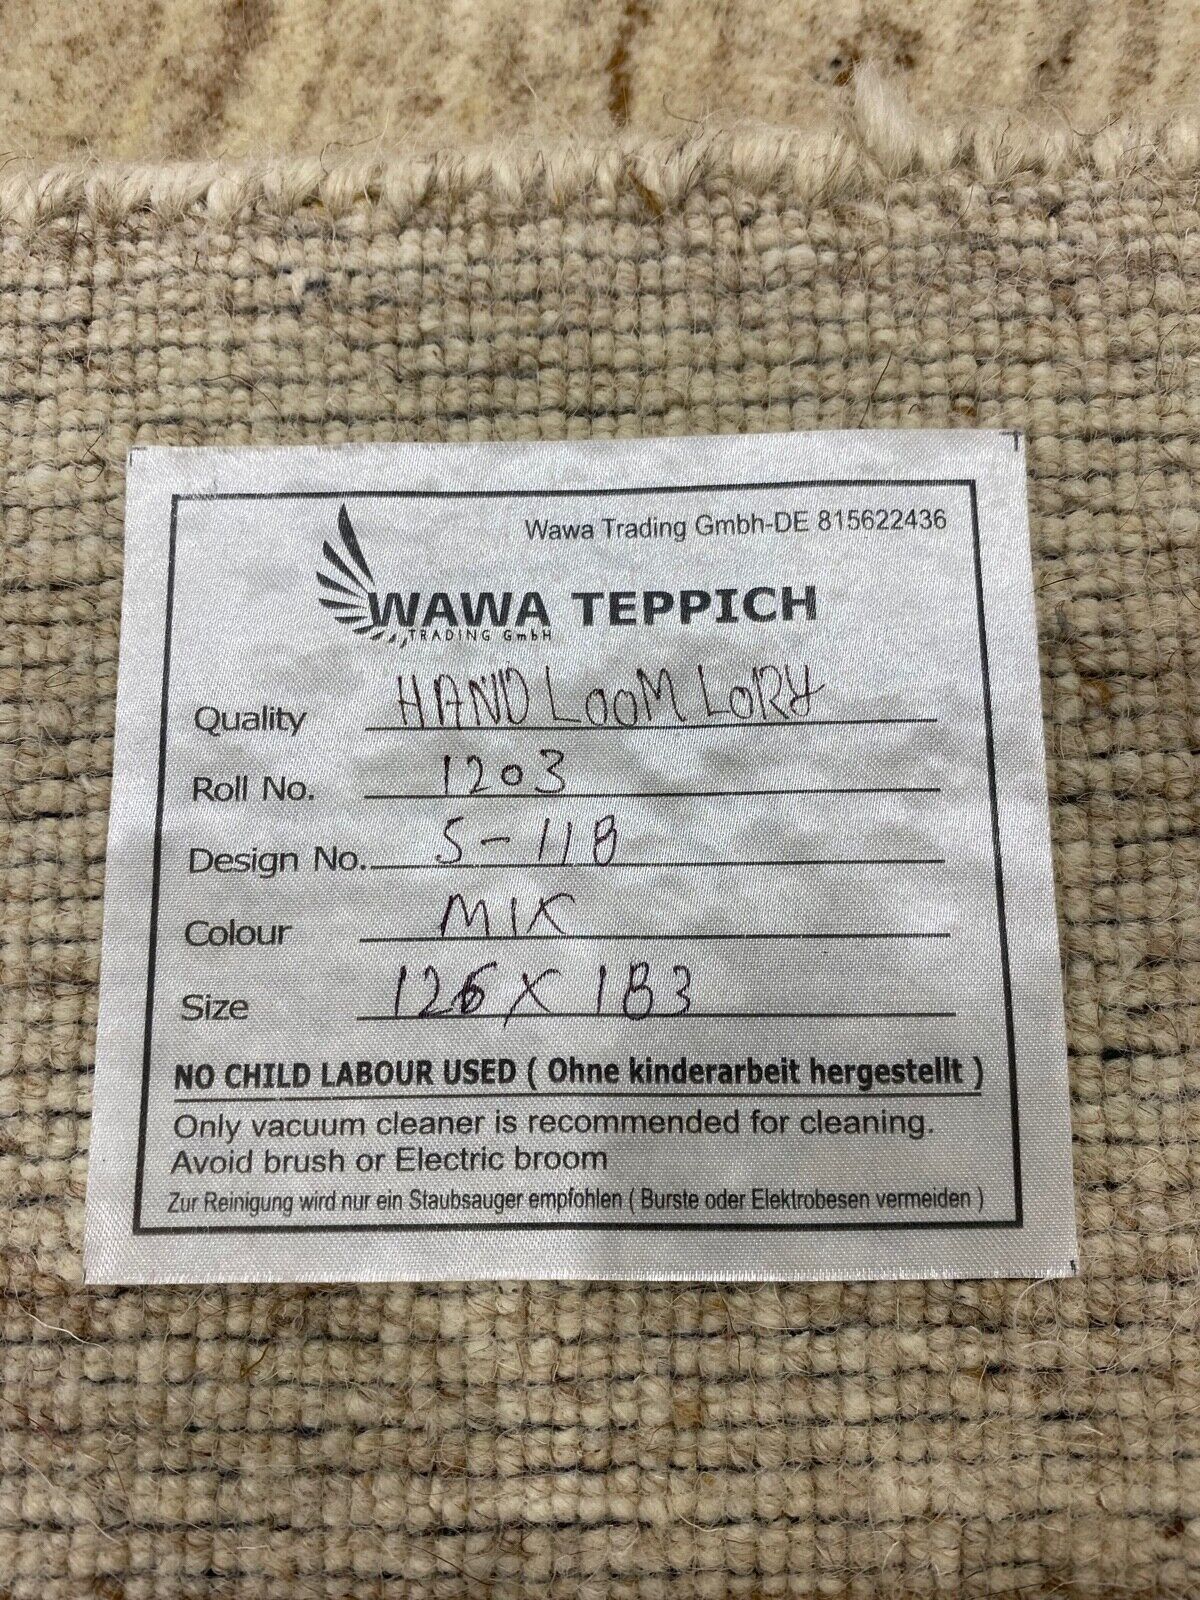 Wawa Trading Gmbh-DE 815622436
WAWA TEPPICH
TRADING GmbH
Quality HAND LOOM LORY
Roll No. 1203
Design No. S-118
Colour MIX
Size 126 X 183
NO CHILD LABOUR USED ( Ohne kinderarbeit hergestellt )
Only vacuum cleaner is recommended for cleaning.
Avoid brush or Electric broom
Zur Reinigung wird nur ein Staubsauger empfohlen ( Burste oder Elektrobesen vermeiden )